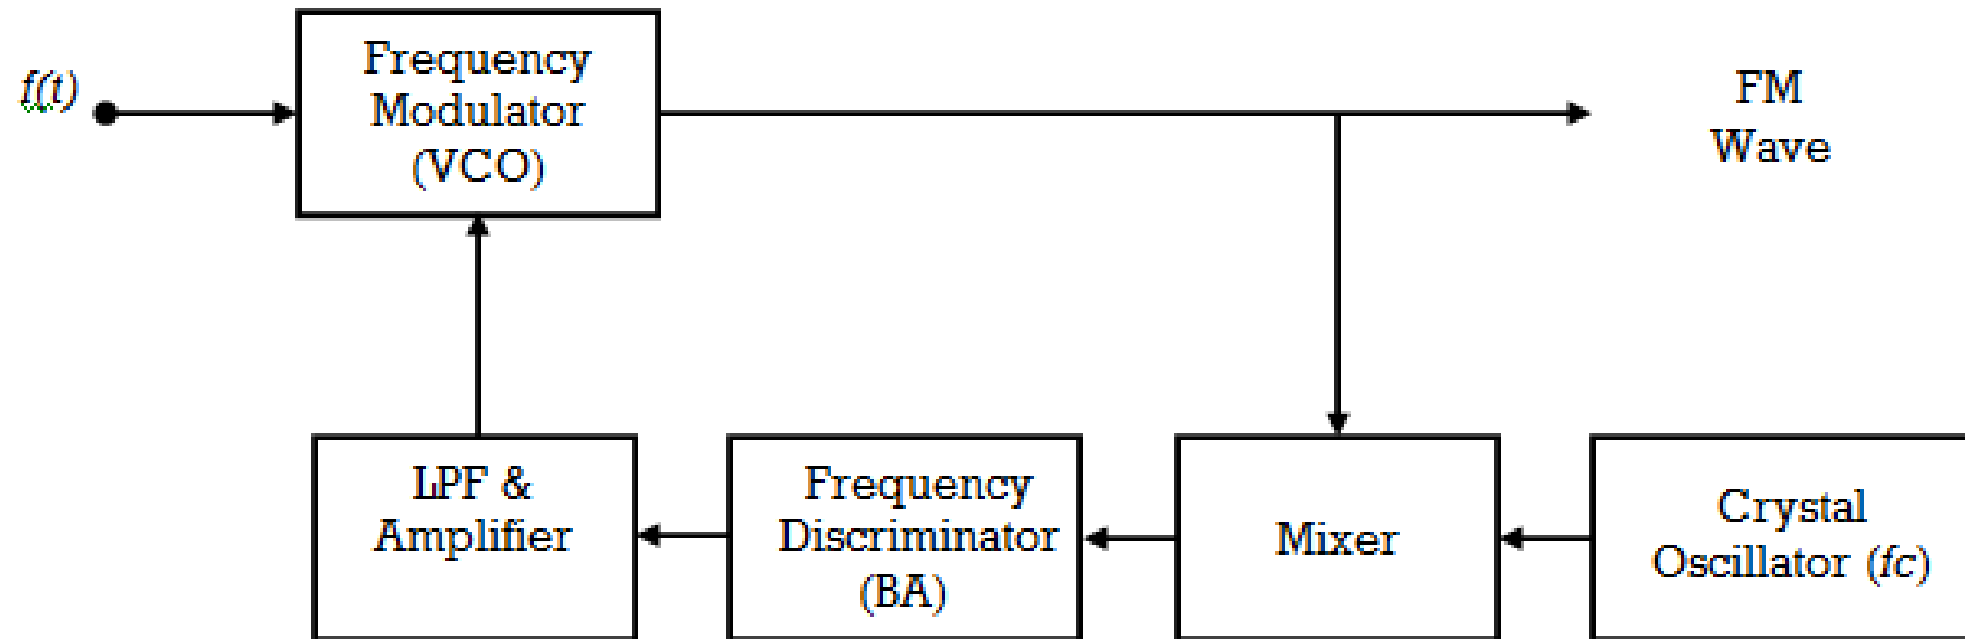 f(t)
Frequency
Modulator
(VCO)
FM
Wave
LPF &
Amplifier
Frequency
Discriminator
(BA)
Mixer
Crystal
Oscillator (fc)